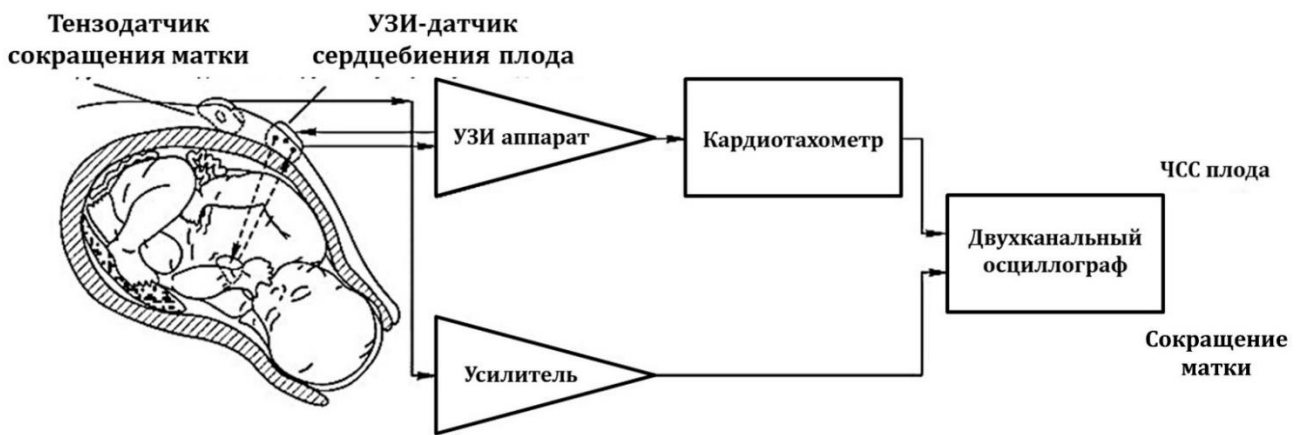 Тензодатчик
сокращения матки
УЗИ-датчик
сердцебиения плода
УЗИ аппарат
Кардиотахометр
ЧСС плода
Двухканальный
осциллограф
Усилитель
Сокращение
матки